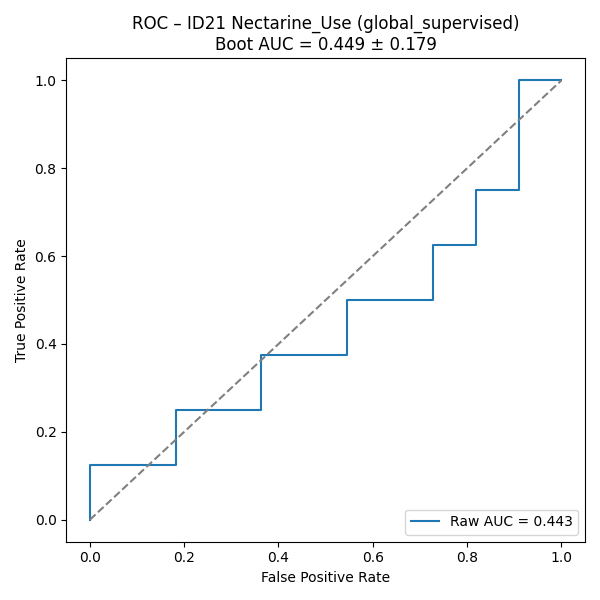 ROC – ID21 Nectarine_Use (global_supervised)
Boot AUC = 0.449 ± 0.179
True Positive Rate
1.0
0.8
0.6
0.4
0.2
0.0
Raw AUC = 0.443
0.0 0.2 0.4 0.6 0.8 1.0
False Positive Rate